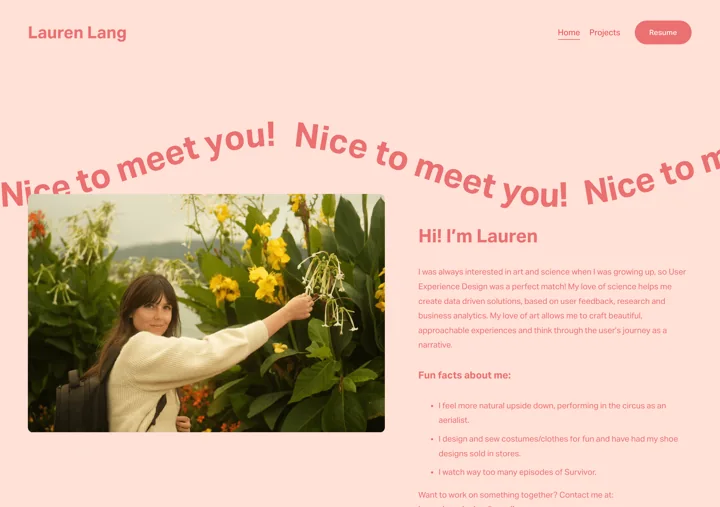 Lauren Lang
Home Projects Resume
Nice to meet you! Nice to meet you! Nice to m
Hi! I'm Lauren
I was always interested in art and science when I was growing up, so User
Experience Design was a perfect match! My love of science helps me
create data driven solutions, based on user feedback, research and
business analytics. My love of art allows me to craft beautiful,
approachable experiences and think through the user's journey as a
narrative.
Fun facts about me:
• I feel more natural upside down, performing in the circus as an
aerialist.
• I design and sew costumes/clothes for fun and have had my shoe
designs sold in stores.
• I watch way too many episodes of Survivor.
Want to work on something together? Contact me at: